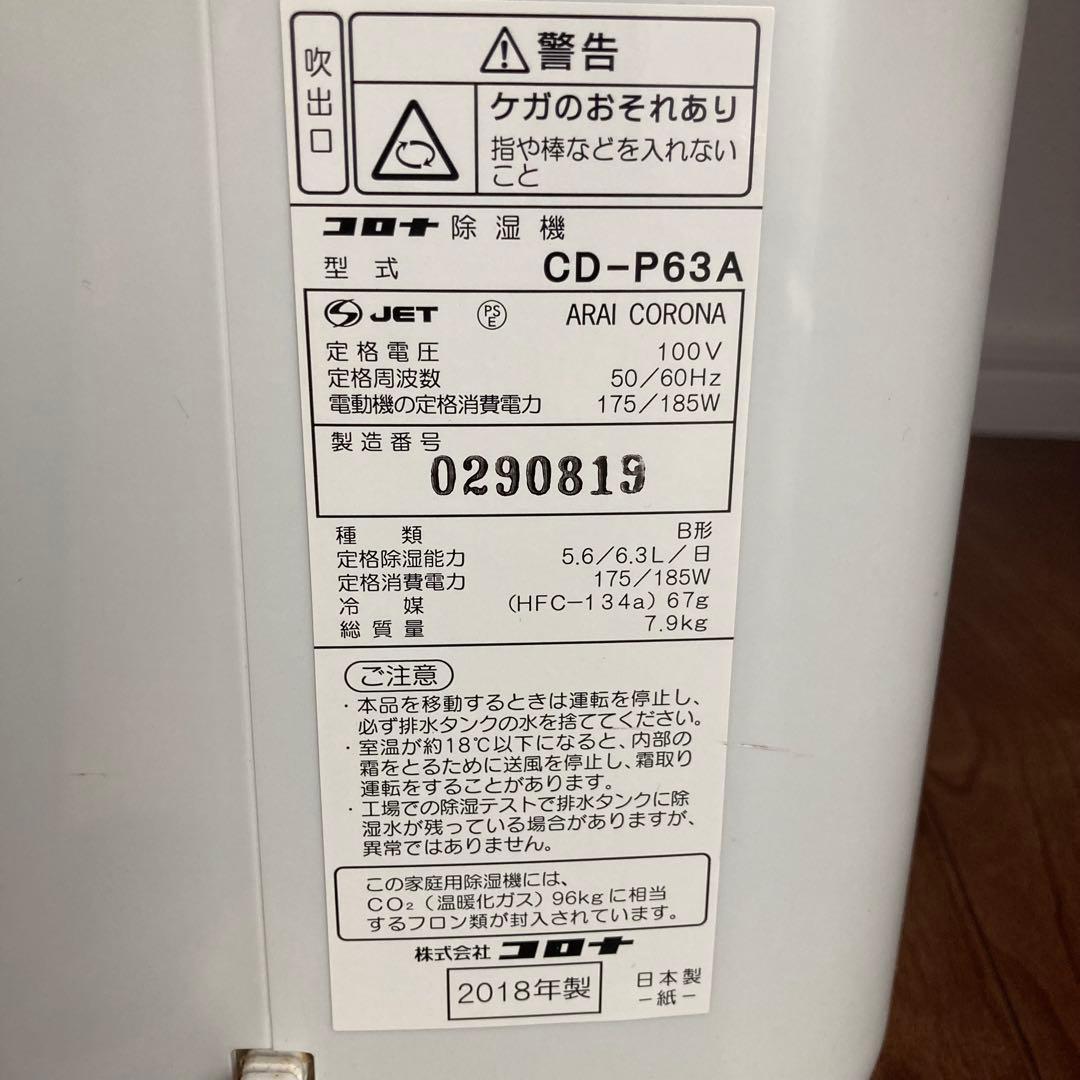 吹出口
警告
ケガのおそれあり
指や棒などを入れない
こと
コロナ 除湿機
型式 CD-P63A
JET PSE ARAI CORONA
定格電圧 100V
定格周波数 50/60Hz
電動機の定格消費電力 175/185W
製造番号
0290819
種類 B形
定格除湿能力 5.6/6.3L/日
定格消費電力 175/185W
冷媒 (HFC-134a) 67g
総質量 7.9kg
ご注意
・本品を移動するときは運転を停止し、
必ず排水タンクの水を捨ててください。
・室温が約18℃以下になると、内部の
霜をとるために送風を停止し、霜取り
運転をすることがあります。
・工場での除湿テストで排水タンクに除
湿水が残っている場合がありますが、
異常ではありません。
この家庭用除湿機には、
CO₂(温暖化ガス)96kgに相当
するフロン類が封入されています。
株式会社 コロナ
2018年製
日本製
-紙-